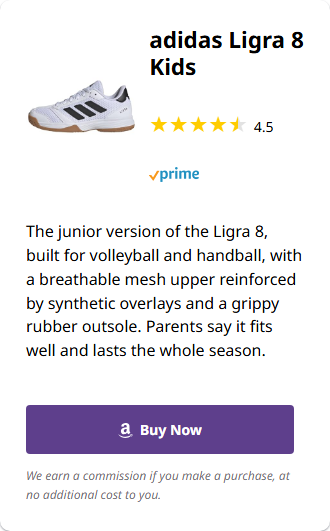 adidas Ligra 8
Kids
4.5
prime
The junior version of the Ligra 8,
built for volleyball and handball, with
a breathable mesh upper reinforced
by synthetic overlays and a grippy
rubber outsole. Parents say it fits
well and lasts the whole season.
Buy Now
We earn a commission if you make a purchase, at
no additional cost to you.